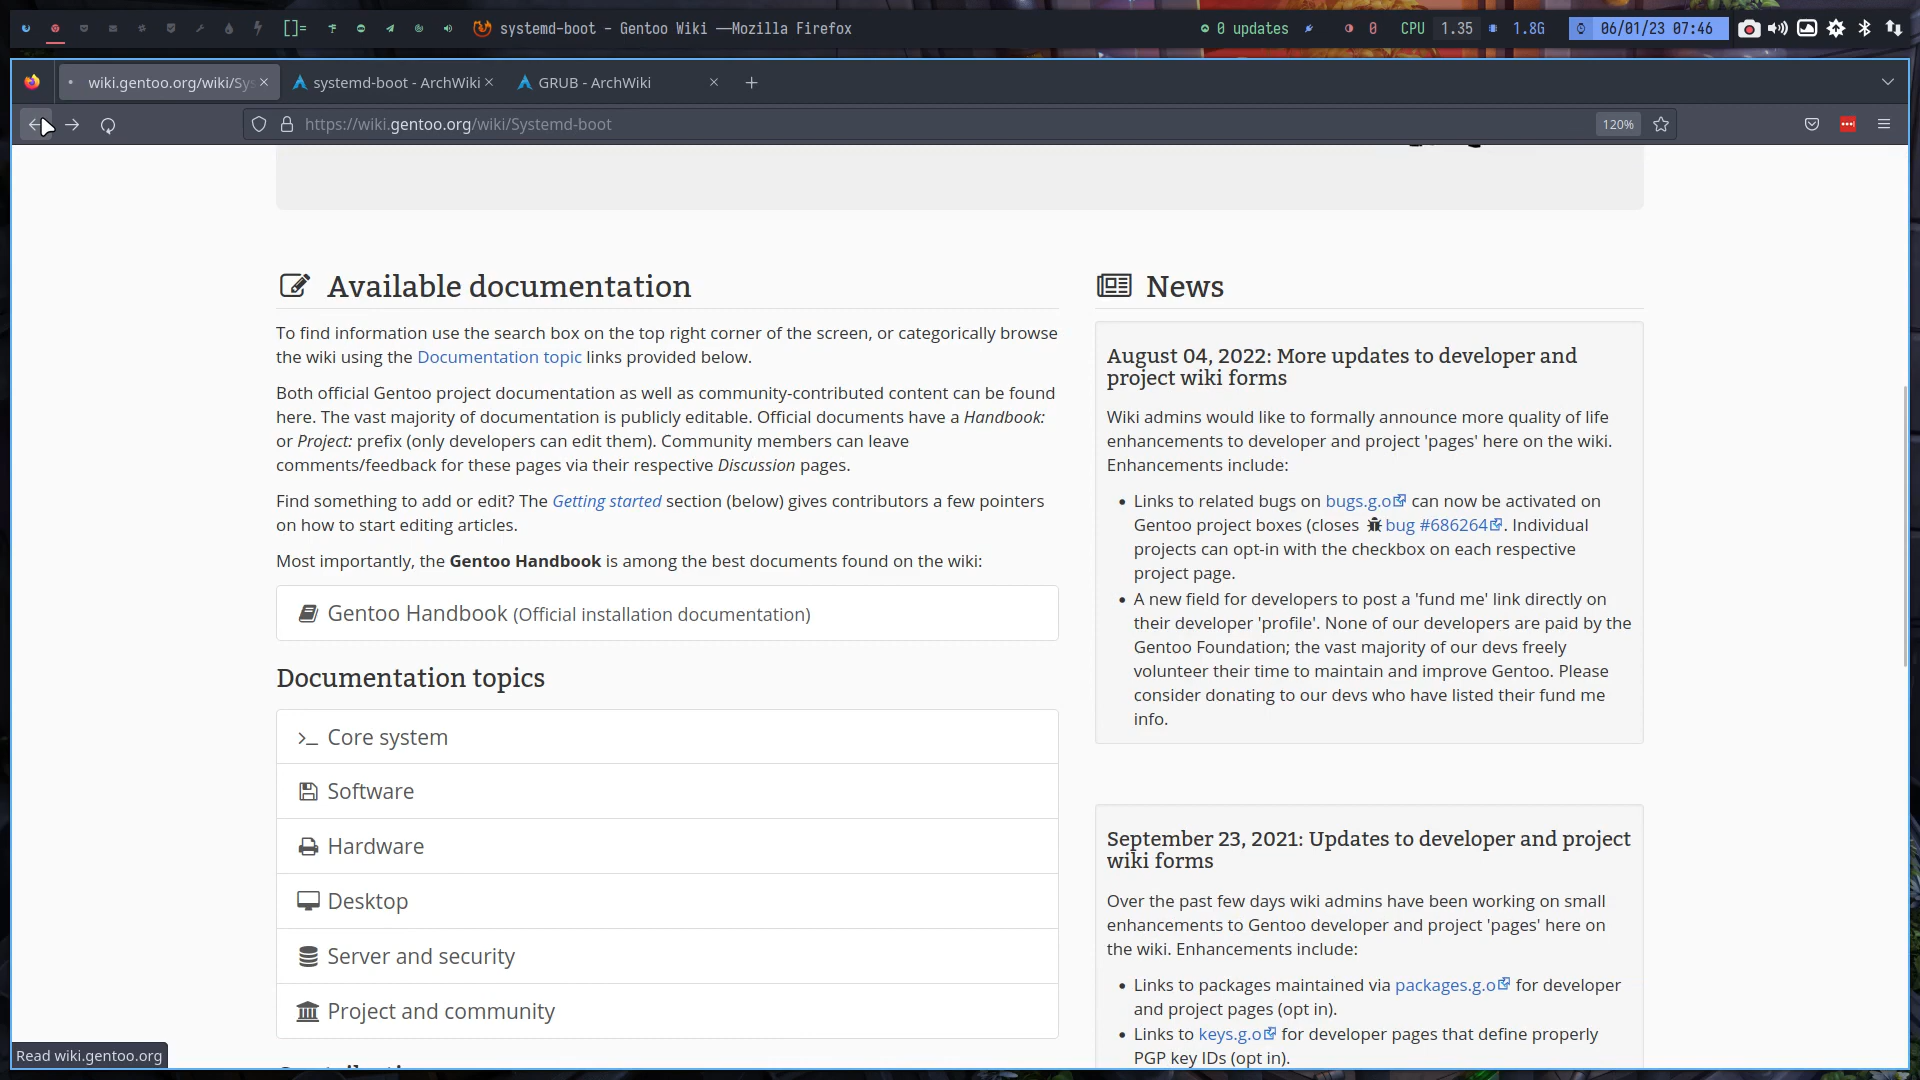 []=
systemd-boot – Gentoo Wiki —Mozilla Firefox
0 updates
0
CPU
1.35
1.8G
06/01/23 07:46
wiki.gentoo.org/wiki/Sys
systemd-boot - ArchWiki
GRUB - ArchWiki
https://wiki.gentoo.org/wiki/Systemd-boot
120%
Available documentation
To find information use the search box on the top right corner of the screen, or categorically browse
the wiki using the Documentation topic links provided below.
Both official Gentoo project documentation as well as community-contributed content can be found
here. The vast majority of documentation is publicly editable. Official documents have a Handbook:
or Project: prefix (only developers can edit them). Community members can leave
comments/feedback for these pages via their respective Discussion pages.
Find something to add or edit? The Getting started section (below) gives contributors a few pointers
on how to start editing articles.
Most importantly, the Gentoo Handbook is among the best documents found on the wiki:
Gentoo Handbook (Official installation documentation)
Documentation topics
Core system
Software
Hardware
Desktop
Server and security
Project and community
News
August 04, 2022: More updates to developer and
project wiki forms
Wiki admins would like to formally announce more quality of life
enhancements to developer and project 'pages' here on the wiki.
Enhancements include:
• Links to related bugs on bugs.g.o can now be activated on
Gentoo project boxes (closes bug #686264. Individual
projects can opt-in with the checkbox on each respective
project page.
• A new field for developers to post a 'fund me' link directly on
their developer 'profile'. None of our developers are paid by the
Gentoo Foundation; the vast majority of our devs freely
volunteer their time to maintain and improve Gentoo. Please
consider donating to our devs who have listed their fund me
info.
September 23, 2021: Updates to developer and project
wiki forms
Over the past few days wiki admins have been working on small
enhancements to Gentoo developer and project 'pages' here on
the wiki. Enhancements include:
• Links to packages maintained via packages.g.o for developer
and project pages (opt in).
• Links to keys.g.o for developer pages that define properly
PGP key IDs (opt in).
Read wiki.gentoo.org